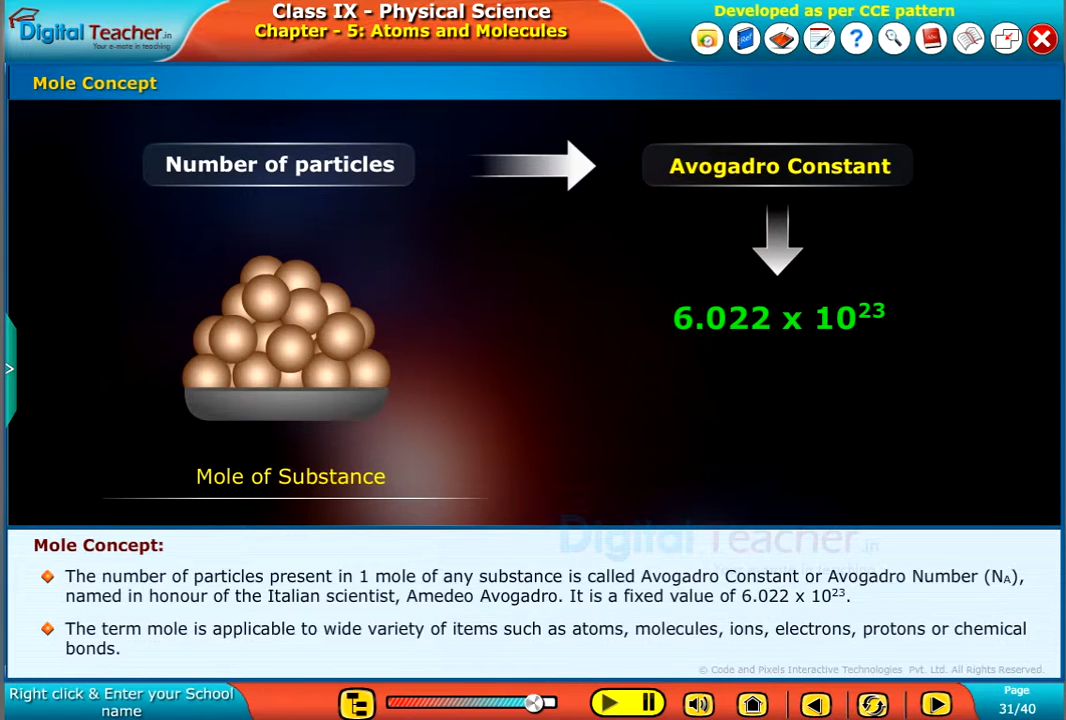 Digital Teacher.in
Your e-mate in teaching
Class IX - Physical Science
Chapter - 5: Atoms and Molecules
Developed as per CCE pattern
Mole Concept
Number of particles
Avogadro Constant
6.022 x 10²³
Mole of Substance
Digital Teacher.in
Mole Concept:
The number of particles present in 1 mole of any substance is called Avogadro Constant or Avogadro Number (Nᴀ),
named in honour of the Italian scientist, Amedeo Avogadro. It is a fixed value of 6.022 x 10²³.
The term mole is applicable to wide variety of items such as atoms, molecules, ions, electrons, protons or chemical
bonds.
© Code and Pixels Interactive Technologies Pvt. Ltd. All Rights Reserved.
Right click & Enter your School
name
Page
31/40